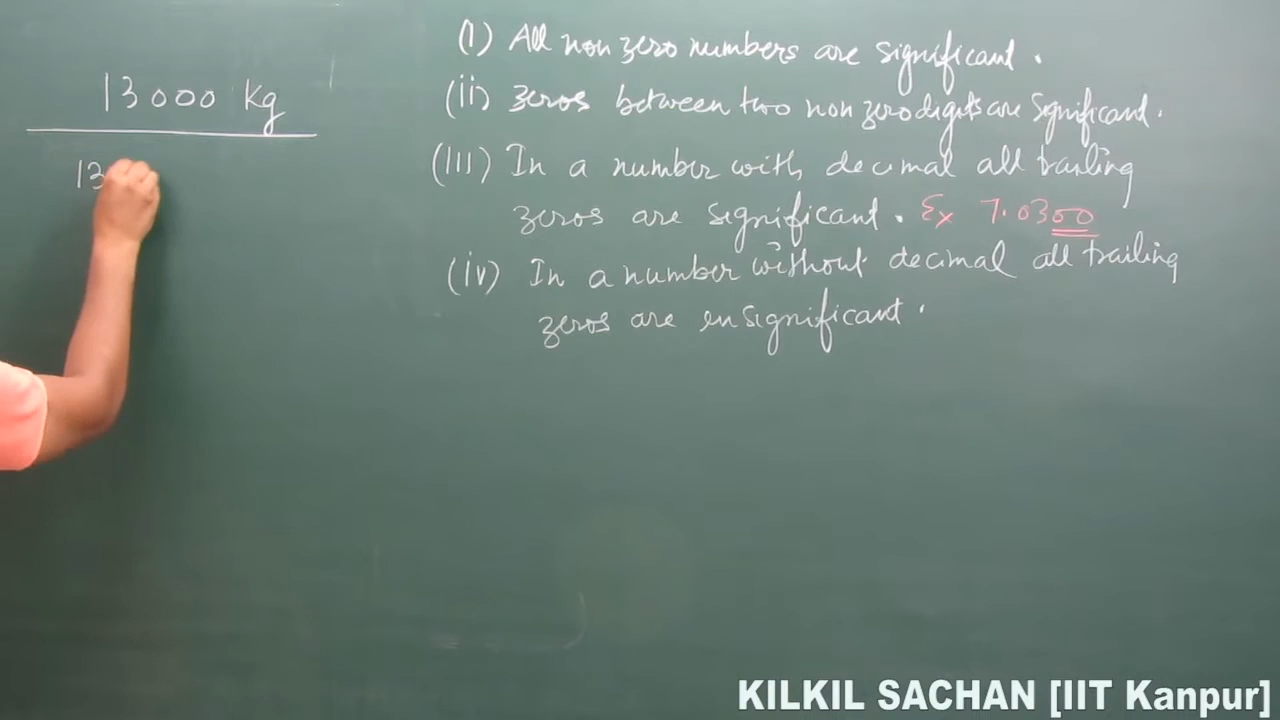 13000 kg
13
(I) All non zero numbers are significant.
(ii) zeros between two non zero digits are significant.
(III) In a number with decimal all trailing
zeros are significant. Ex 7.0300
(iv) In a number without decimal all trailing
zeros are ensignificant.
KILKIL SACHAN [IIT Kanpur]